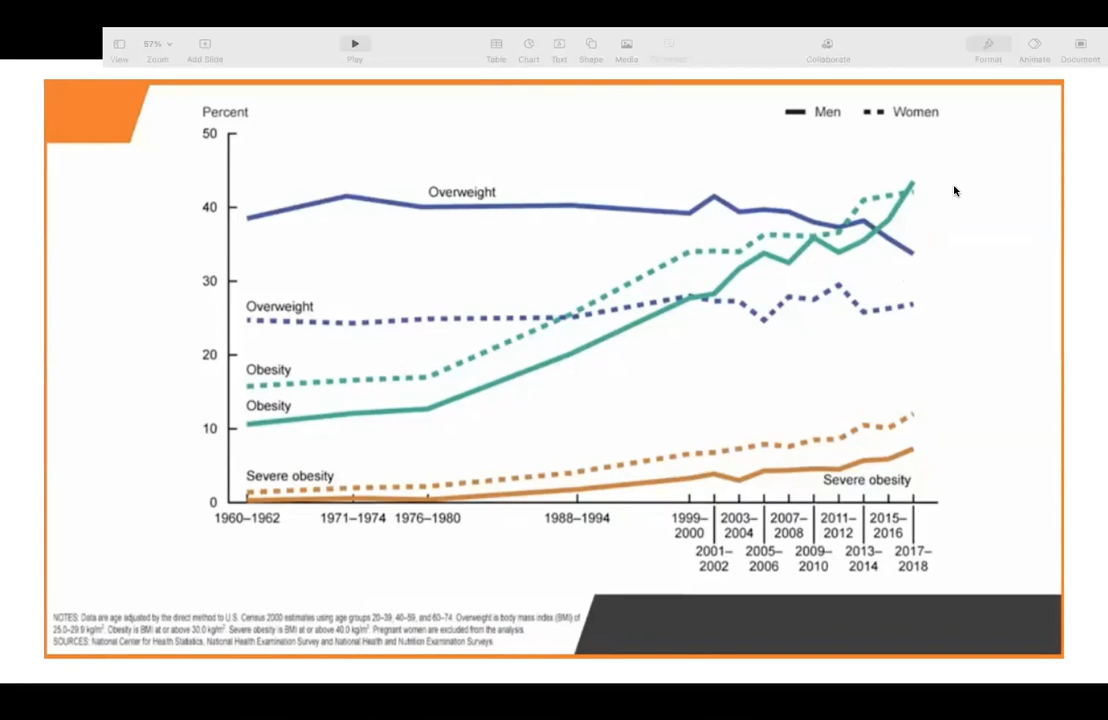 57%
View Zoom Add Slide Play Table Chart Text Shape Media Collaborate Format Animate Document
Percent
Men Women
50
Overweight
40
30
Overweight
20
Obesity
Obesity
10
Severe obesity
Severe obesity
0
1960–1962 1971–1974 1976–1980 1988–1994 1999– 2003– 2007– 2011– 2015–
2000 2004 2008 2012 2016
2001– 2005– 2009– 2013– 2017–
2002 2006 2010 2014 2018
NOTES: Data are age adjusted by the direct method to U.S. Census 2000 estimates using age groups 20–39, 40–59, and 60–74. Overweight is body mass index (BMI) of
25.0–29.9 kg/m². Obesity is BMI at or above 30.0 kg/m². Severe obesity is BMI at or above 40.0 kg/m². Pregnant women are excluded from the analysis.
SOURCES: National Center for Health Statistics, National Health Examination Survey and National Health and Nutrition Examination Surveys.